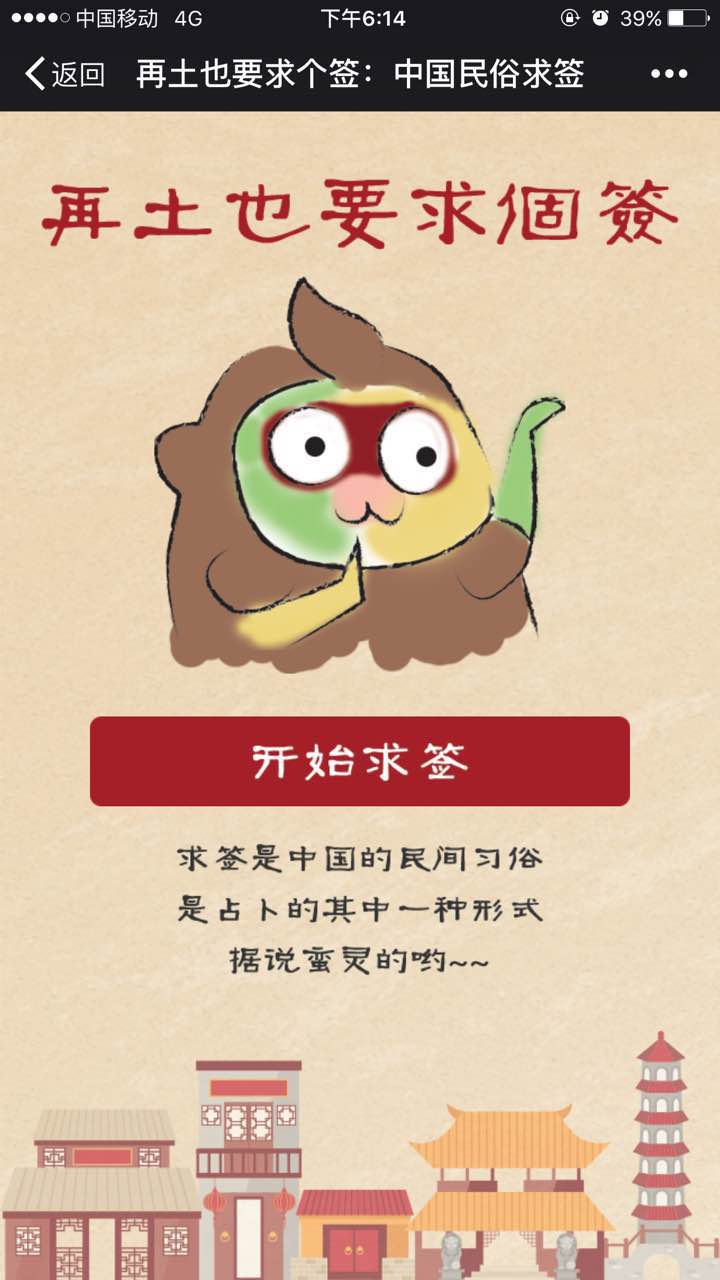 中国移动 4G 下午6:14 39%
返回 再土也要求个签：中国民俗求签
再土也要求個簽
开始求签
求签是中国的民间习俗
是占卜的其中一种形式
据说蛮灵的哟~~